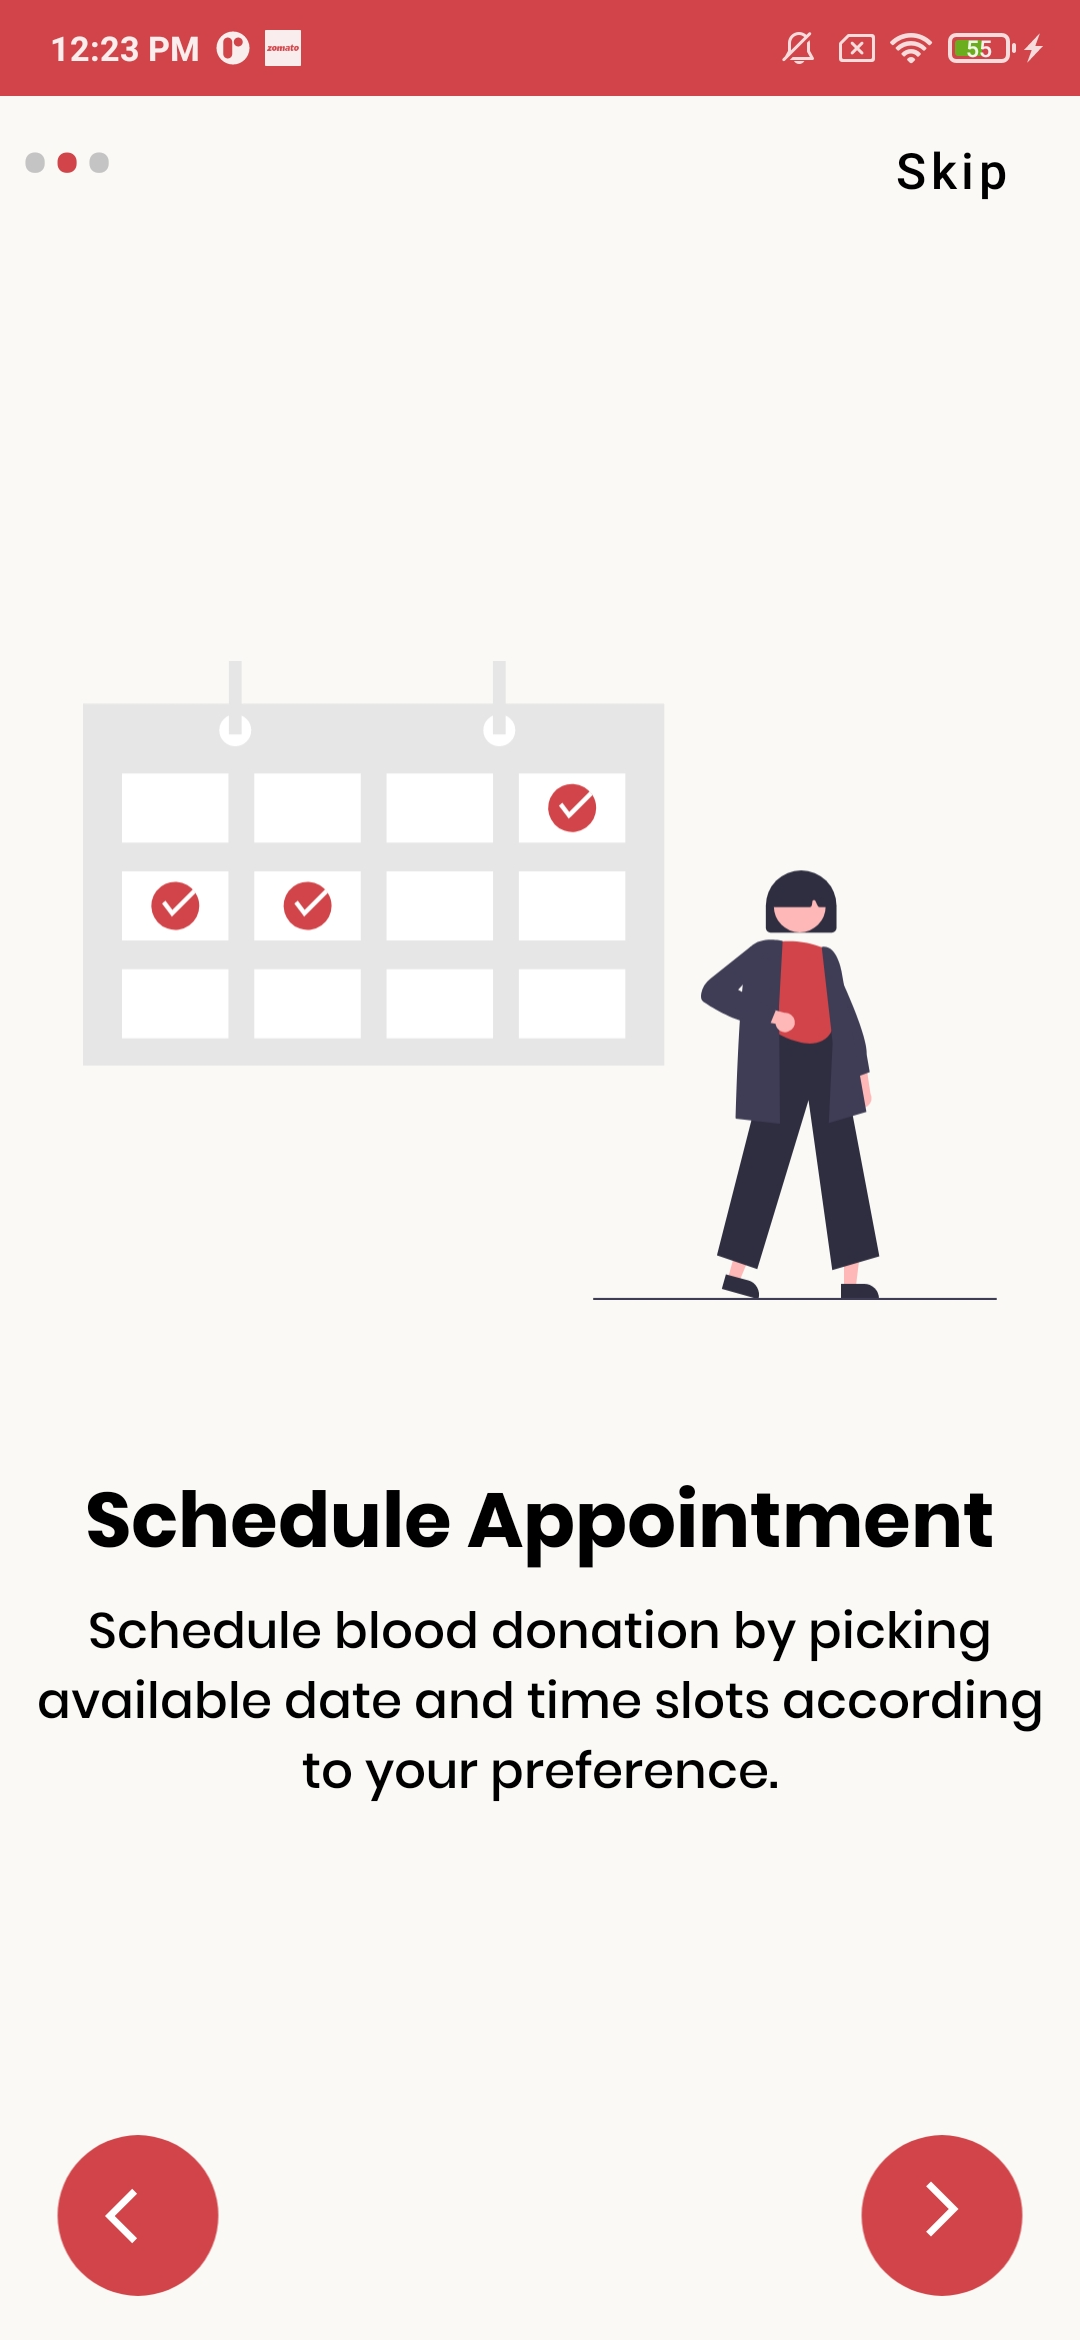 12:23 PM zomato 55
Skip
Schedule Appointment
Schedule blood donation by picking
available date and time slots according
to your preference.